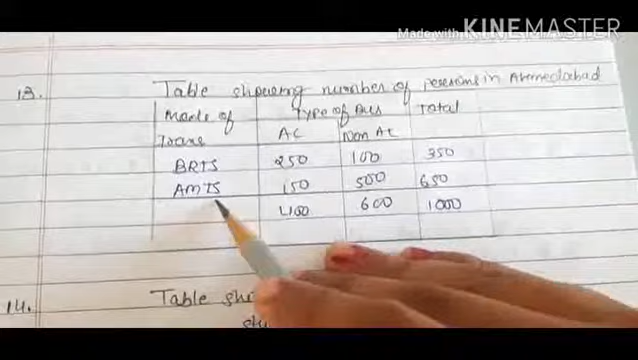 Made with KINEMASTER
13. Table showing number of persons in Ahmedabad
Mode of Type of Bus Total
Trave AC Non AC
BRTS 250 100 350
AMTS 150 500 650
400 600 1000
14. Table